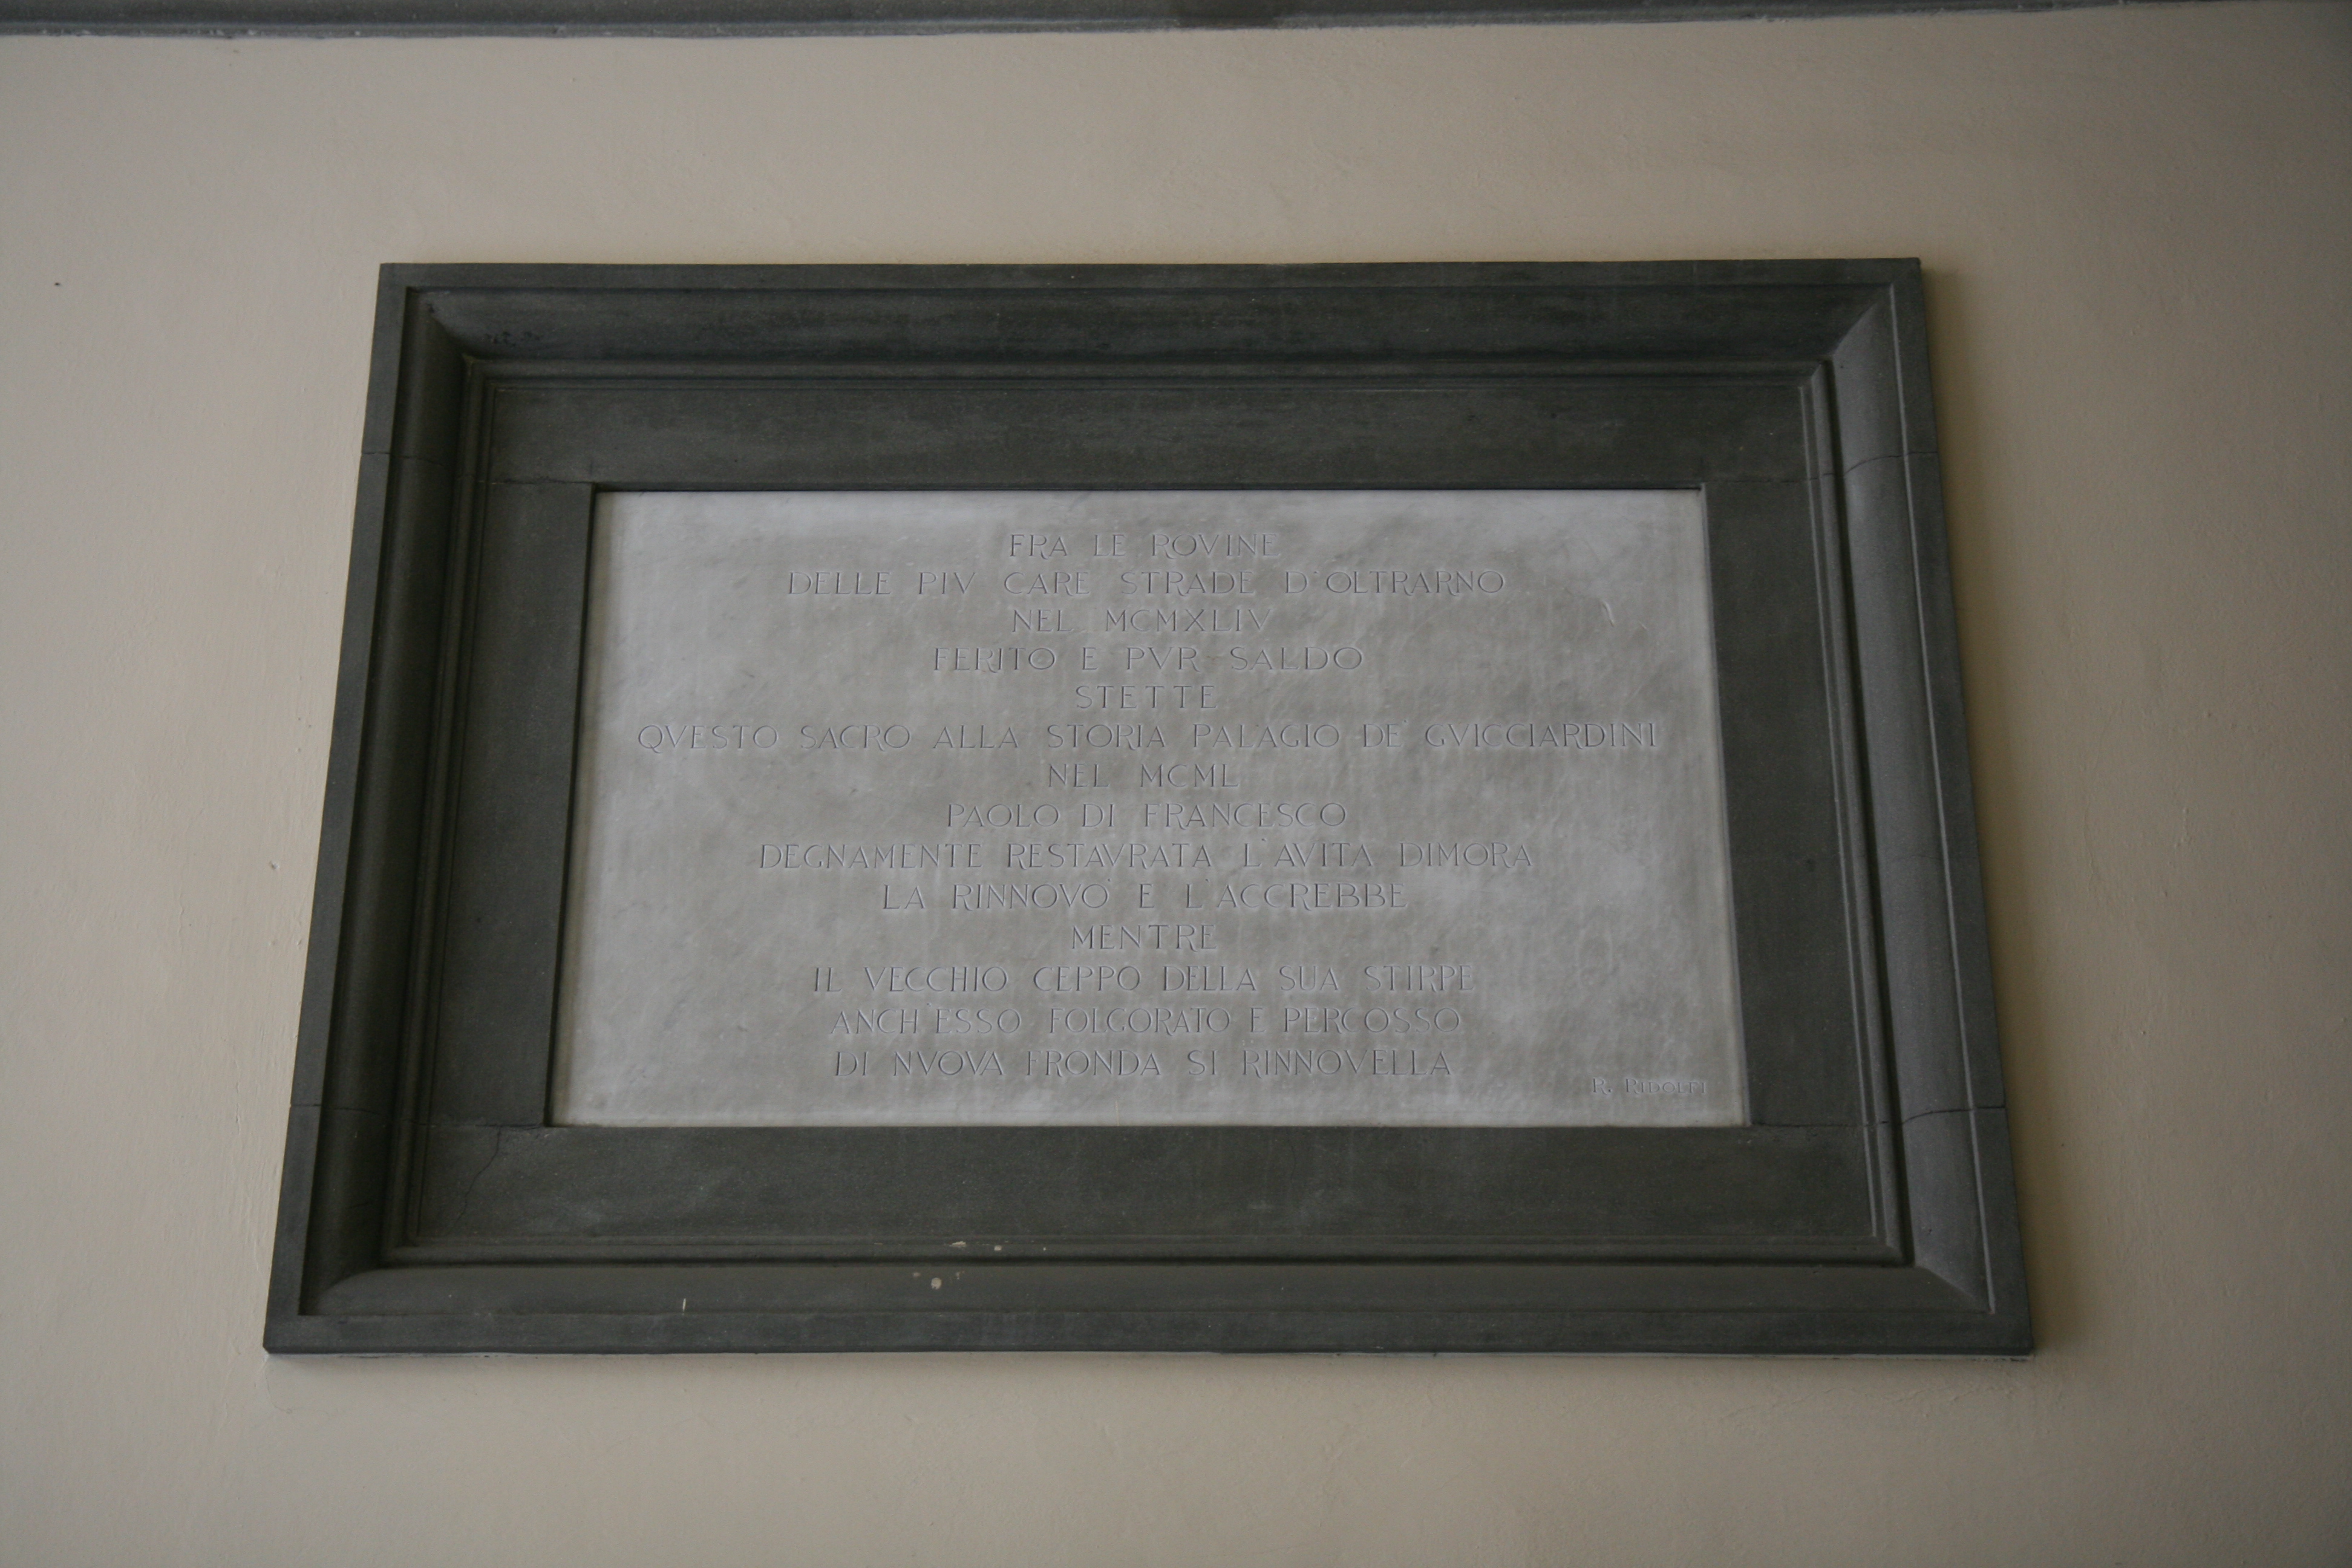 FRA LE ROVINE
DELLE PIV CARE STRADE D'OLTRARNO
NEL MCMXLIV
FERITO E PVR SALDO
STETTE
QVESTO SACRO ALLA STORIA PALAGIO DE' GVICCIARDINI
NEL MCML
PAOLO DI FRANCESCO
DEGNAMENTE RESTAVRATA L'AVITA DIMORA
LA RINNOVO' E L'ACCREBBE
MENTRE
IL VECCHIO CEPPO DELLA SUA STIRPE
ANCH'ESSO FOLGORATO E PERCOSSO
DI NVOVA FRONDA SI RINNOVELLA
R. RIDOLFI